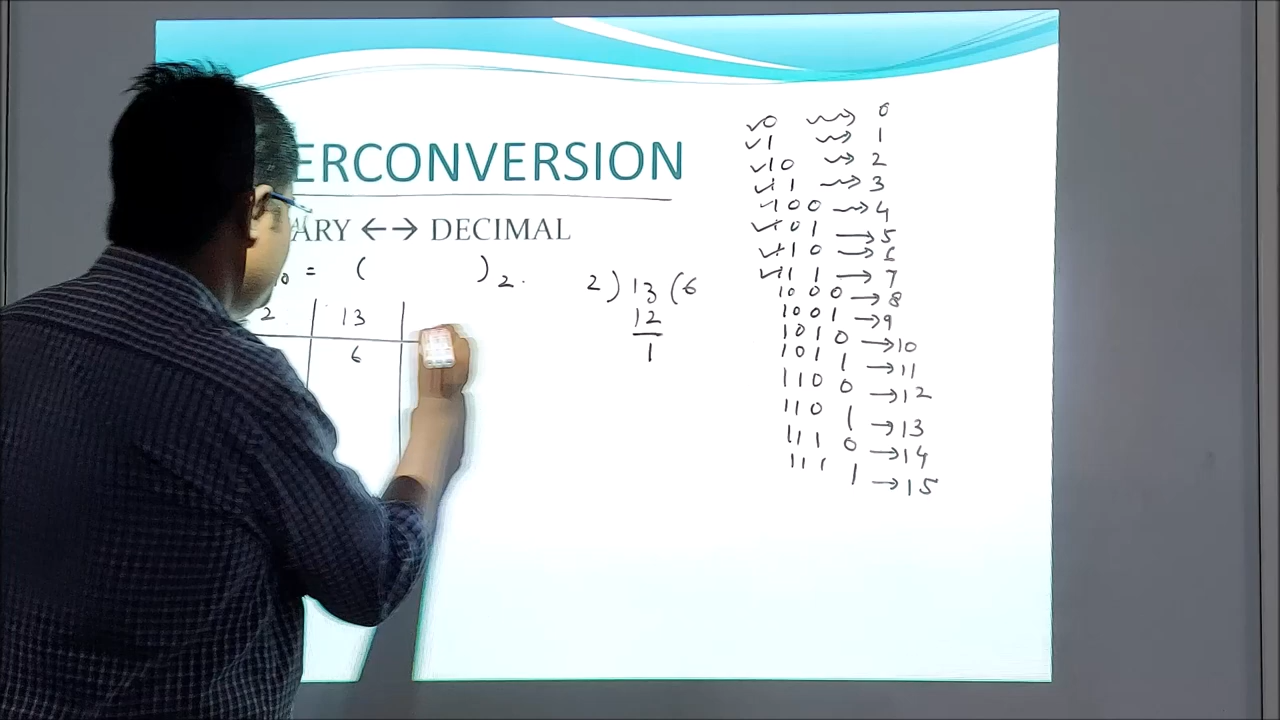 ERCONVERSION
ARY ←→ DECIMAL
= ( )₂.
2 | 13 |
6
2 ) 13 ( 6
12
1
✓0 → 0
✓1 → 1
✓10 → 2
✓11 → 3
✓100 → 4
✓101 → 5
✓110 → 6
✓111 → 7
1000 → 8
1001 → 9
1010 → 10
1011 → 11
1100 → 12
1101 → 13
1110 → 14
1111 → 15